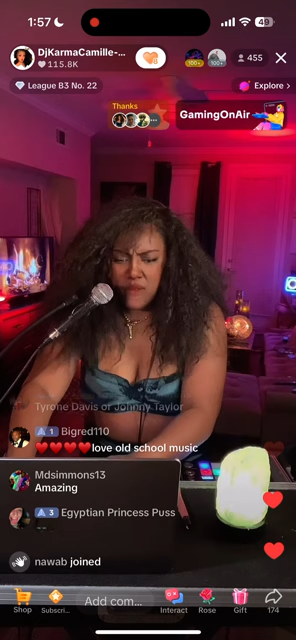 1:57
49
DjKarmaCamille-...
115.8K
100+
100+
455
League B3 No. 22
Explore >
Thanks
GamingOnAir
Tyrone Davis or Johnny Taylor
1 Bigred110
love old school music
Mdsimmons13
Amazing
3 Egyptian Princess Puss
nawab joined
Shop
Subscri...
Add com...
Interact
Rose
Gift
174